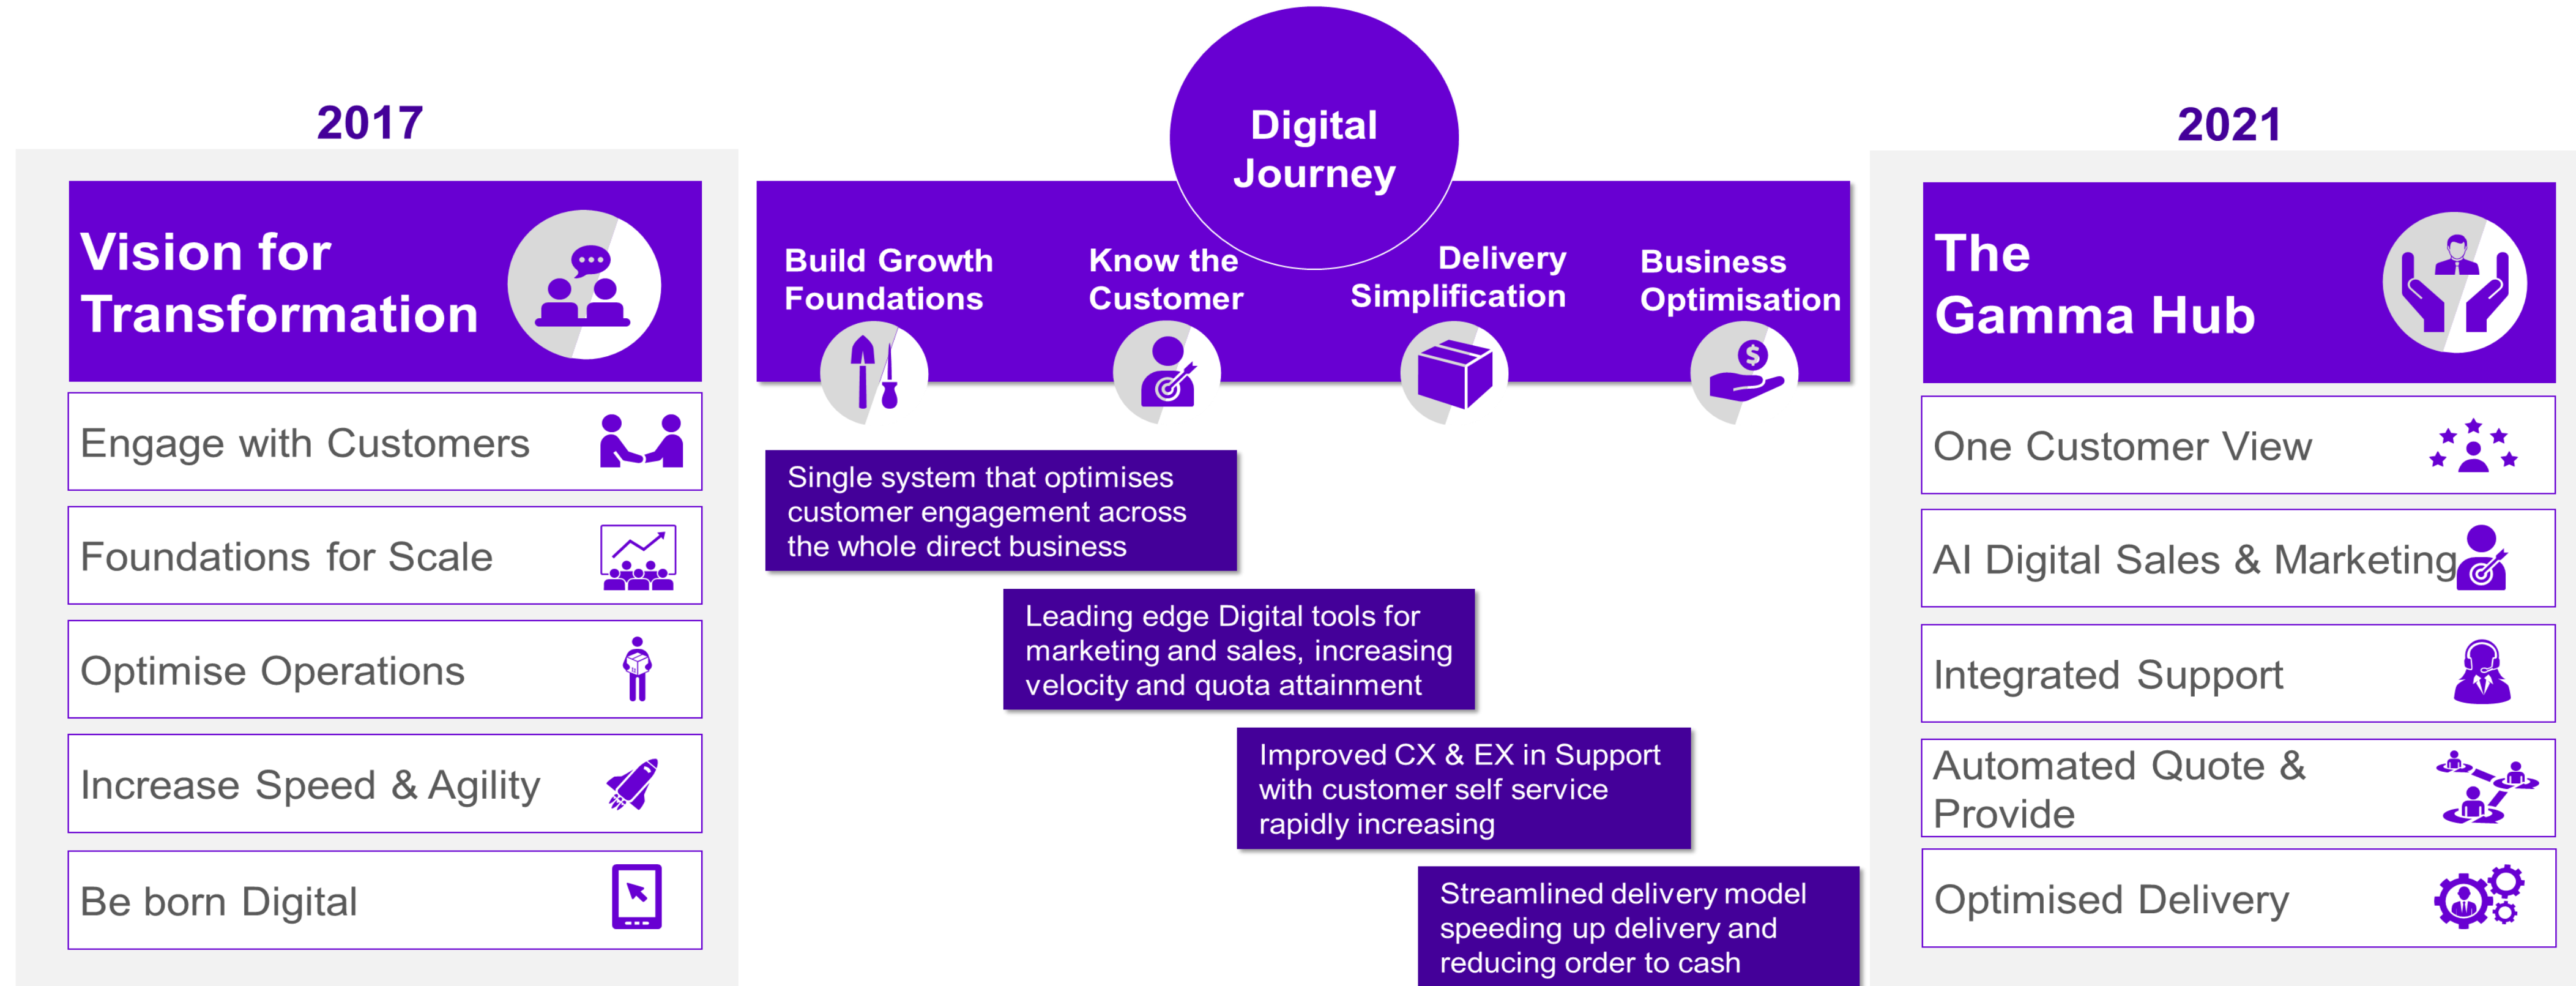 2017
Vision for
Transformation
Engage with Customers
Foundations for Scale
Optimise Operations
Increase Speed & Agility
Be born Digital
Digital
Journey
Build Growth
Foundations
Know the
Customer
Delivery
Simplification
Business
Optimisation
$
Single system that optimises
customer engagement across
the whole direct business
Leading edge Digital tools for
marketing and sales, increasing
velocity and quota attainment
Improved CX & EX in Support
with customer self service
rapidly increasing
Streamlined delivery model
speeding up delivery and
reducing order to cash
2021
The
Gamma Hub
One Customer View
AI Digital Sales & Marketing
Integrated Support
Automated Quote &
Provide
Optimised Delivery